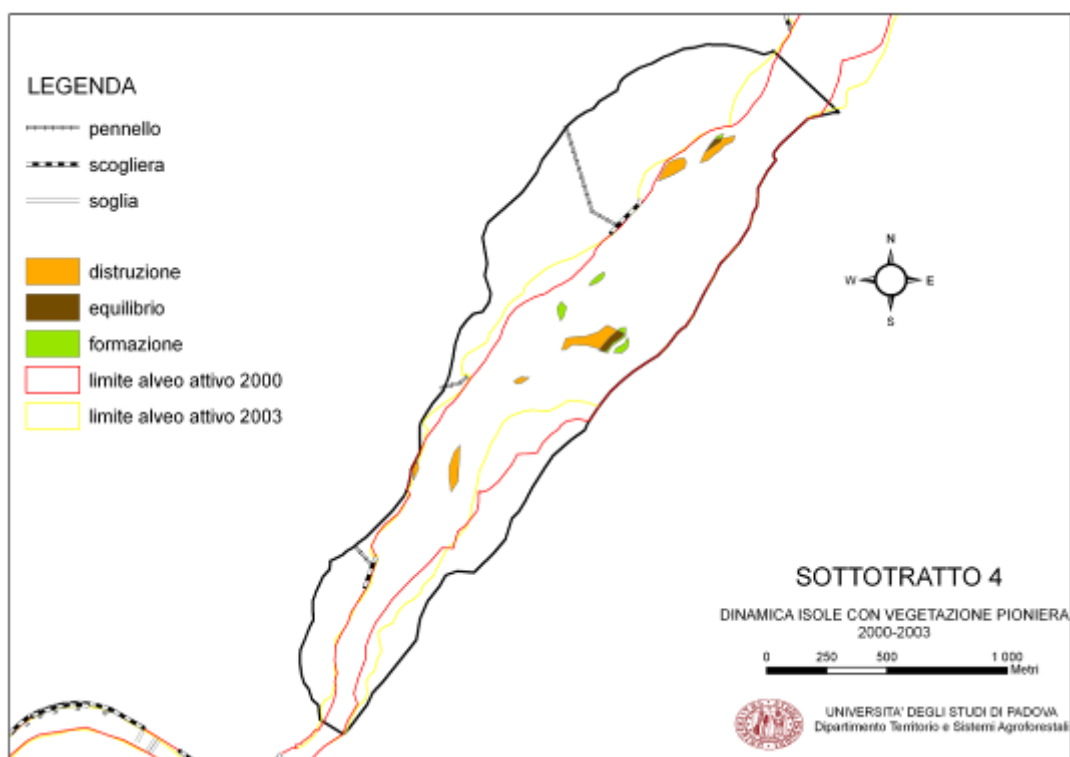 LEGENDA
pennello
scogliera
soglia
distruzione
equilibrio
formazione
limite alveo attivo 2000
limite alveo attivo 2003
N
W E
S
SOTTOTRATTO 4
DINAMICA ISOLE CON VEGETAZIONE PIONIERA
2000-2003
0 250 500 1 000
Metri
UNIVERSITA' DEGLI STUDI DI PADOVA
Dipartimento Territorio e Sistemi Agroforestali